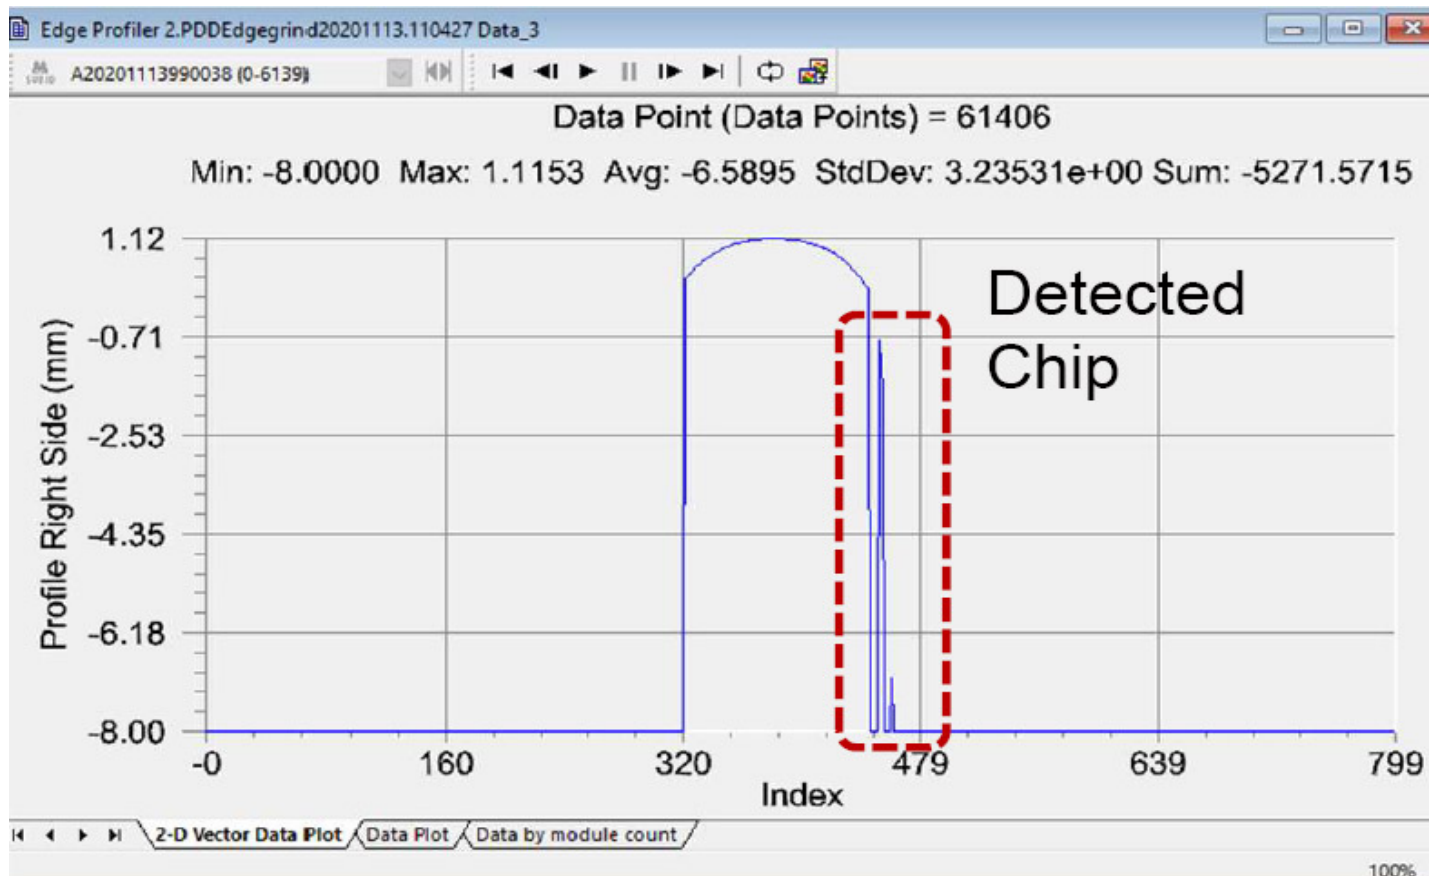 Edge Profiler 2.PDDEdgegrind20201113.110427 Data_3
A20201113990038 (0-6139)
Data Point (Data Points) = 61406
Min: -8.0000 Max: 1.1153 Avg: -6.5895 StdDev: 3.23531e+00 Sum: -5271.5715
1.12
-0.71
-2.53
-4.35
-6.18
-8.00
Profile Right Side (mm)
Detected
Chip
-0 160 320 479 639 799
Index
2-D Vector Data Plot Data Plot Data by module count
100%